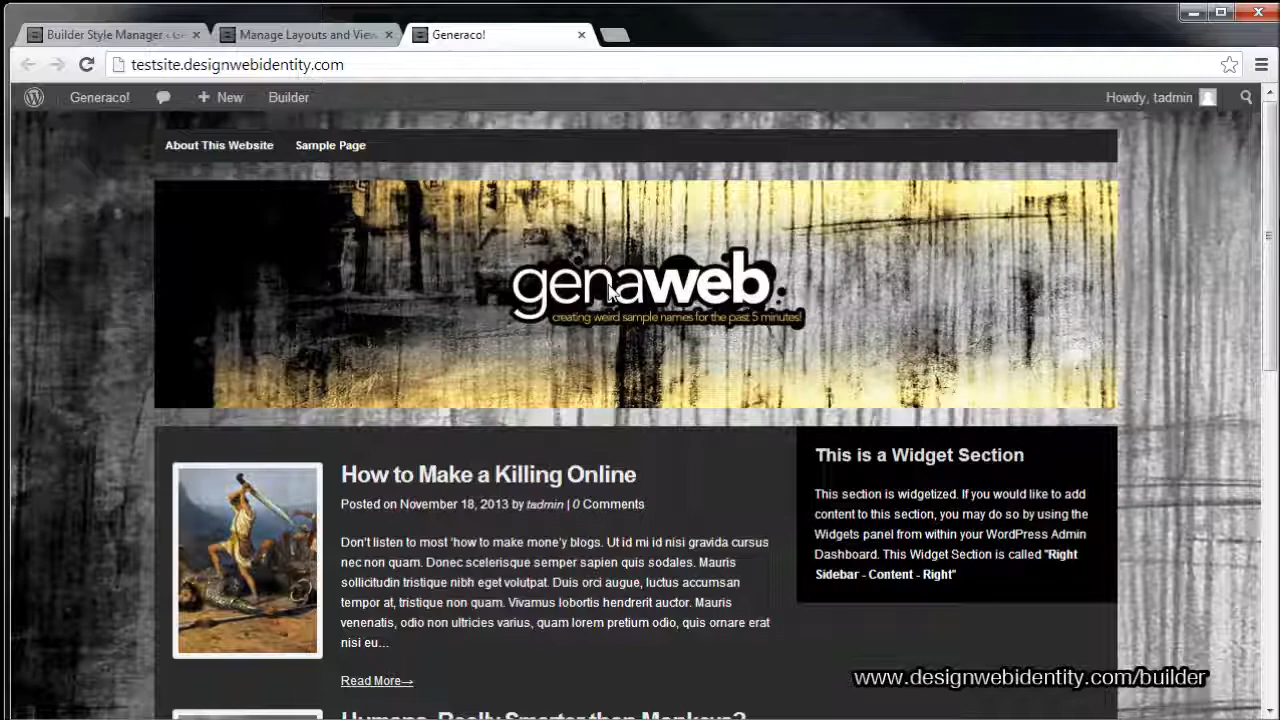 Builder Style Manager ‹ Ge
Manage Layouts and View
Generaco!
testsite.designwebidentity.com
Generaco!
New
Builder
Howdy, tadmin
About This Website
Sample Page
genaweb
creating weird sample names for the past 5 minutes!
How to Make a Killing Online
Posted on November 18, 2013 by tadmin | 0 Comments
Don't listen to most 'how to make mone'y blogs. Ut id mi id nisi gravida cursus
nec non quam. Donec scelerisque semper sapien quis sodales. Mauris
sollicitudin tristique nibh eget volutpat. Duis orci augue, luctus accumsan
tempor at, tristique non quam. Vivamus lobortis hendrerit auctor. Mauris
venenatis, odio non ultricies varius, quam lorem pretium odio, quis ornare erat
nisi eu...
Read More→
This is a Widget Section
This section is widgetized. If you would like to add
content to this section, you may do so by using the
Widgets panel from within your WordPress Admin
Dashboard. This Widget Section is called "Right
Sidebar - Content - Right"
www.designwebidentity.com/builder
Humans, Really Smarter than Monkeys?